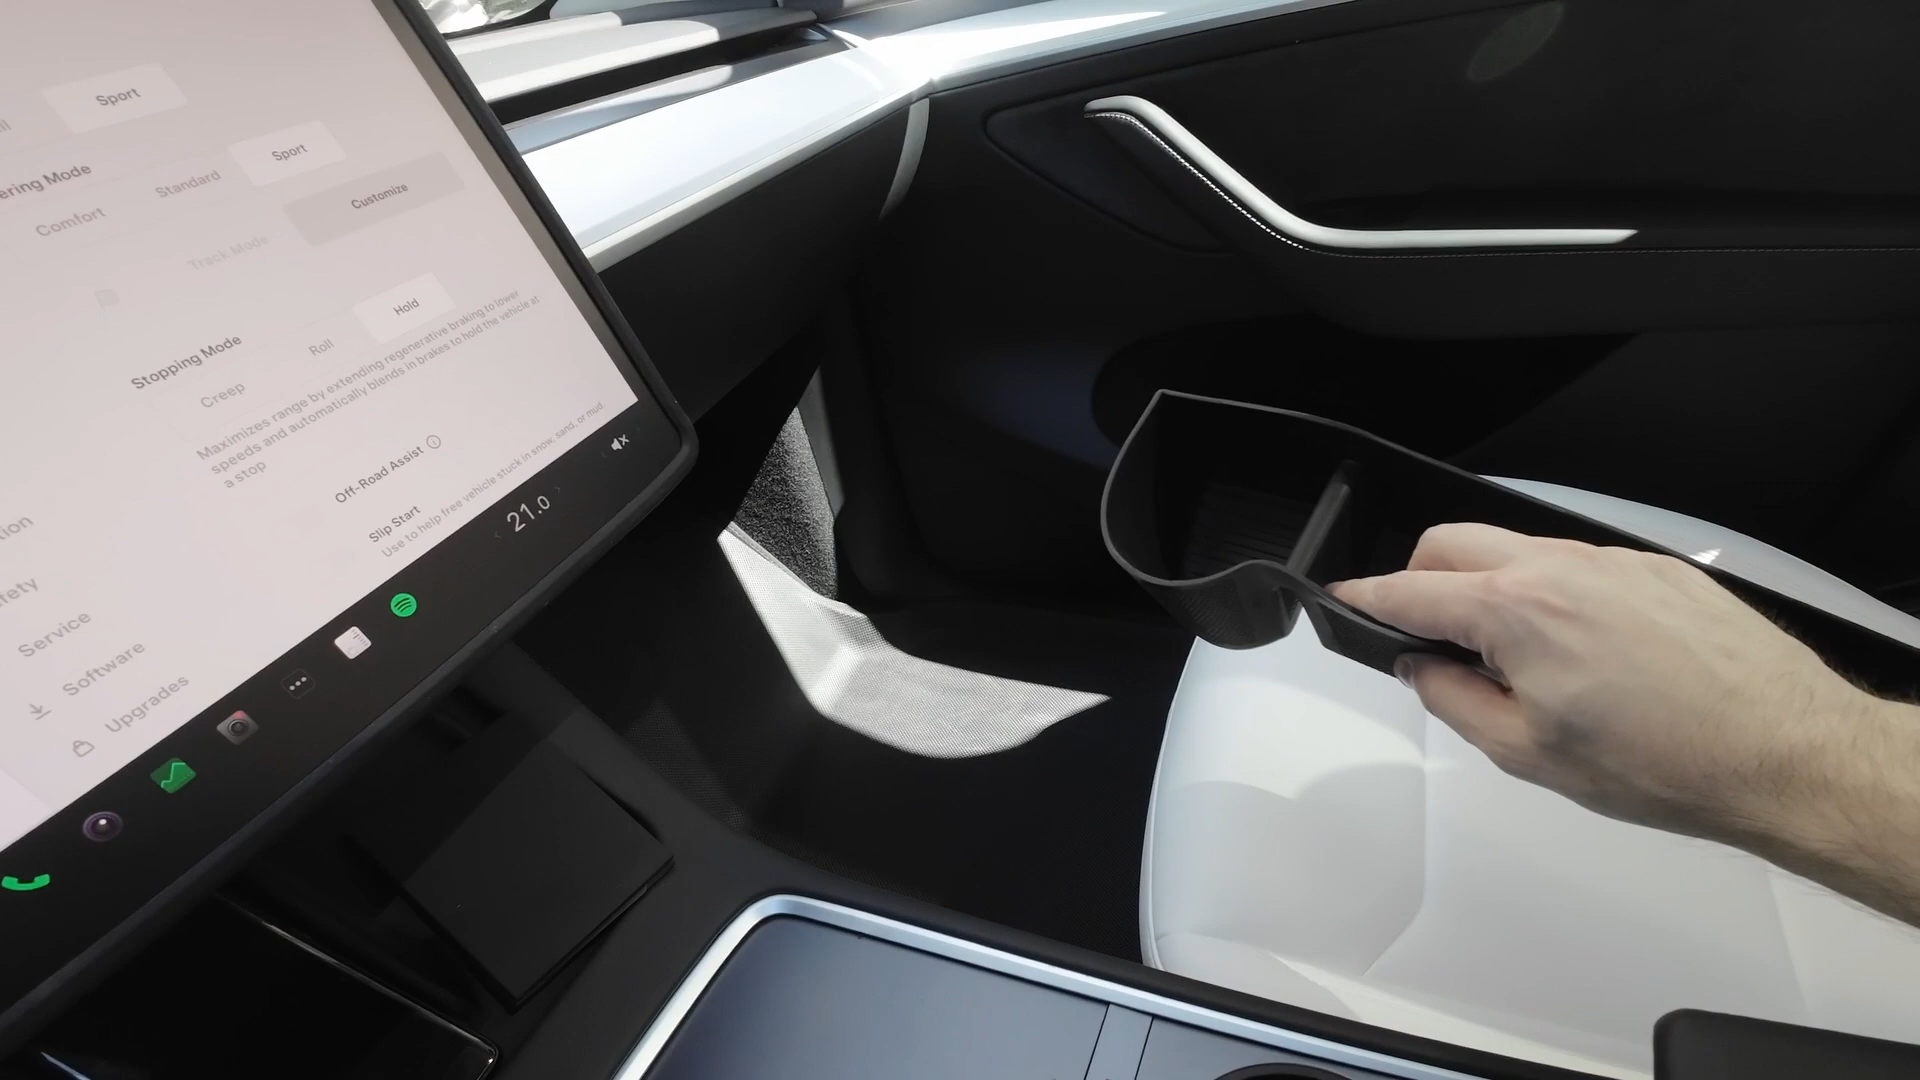 Sport
ering Mode
Comfort
Standard
Sport
Track Mode
Customize
Stopping Mode
Creep
Roll
Hold
Maximizes range by extending regenerative braking to lower
speeds and automatically blends in brakes to hold the vehicle at
a stop
Off-Road Assist
Slip Start
Use to help free vehicle stuck in snow, sand, or mud
tion
fety
Service
Software
Upgrades
21.0